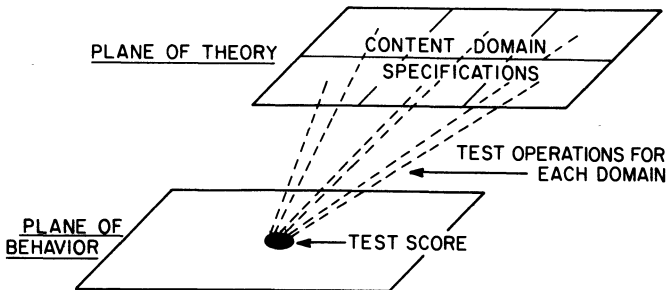 PLANE OF THEORY
CONTENT DOMAIN
SPECIFICATIONS
TEST OPERATIONS FOR
EACH DOMAIN
PLANE OF
BEHAVIOR
TEST SCORE